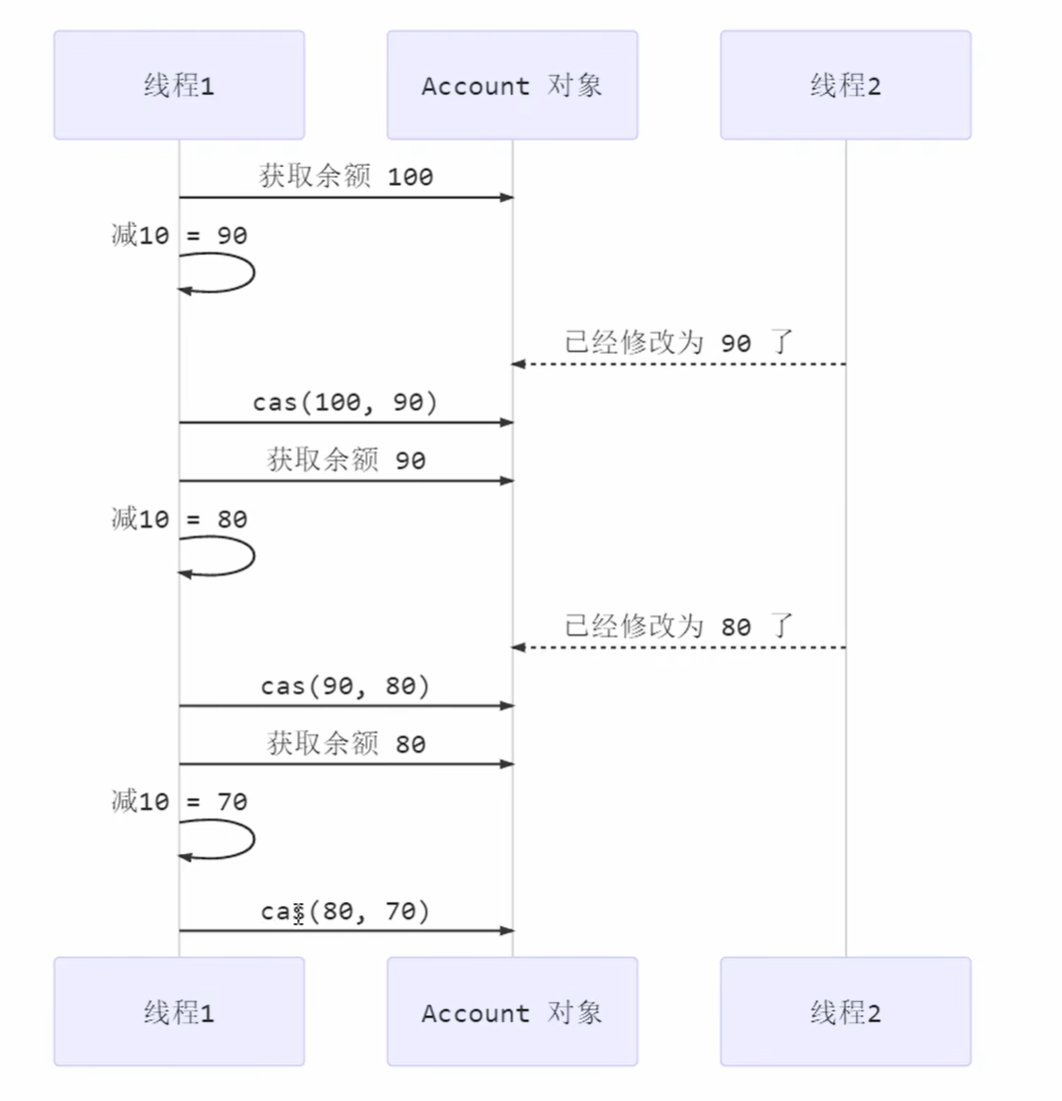 线程1
Account 对象
线程2
获取余额 100
减10 = 90
已经修改为 90 了
cas(100, 90)
获取余额 90
减10 = 80
已经修改为 80 了
cas(90, 80)
获取余额 80
减10 = 70
cas(80, 70)
线程1
Account 对象
线程2